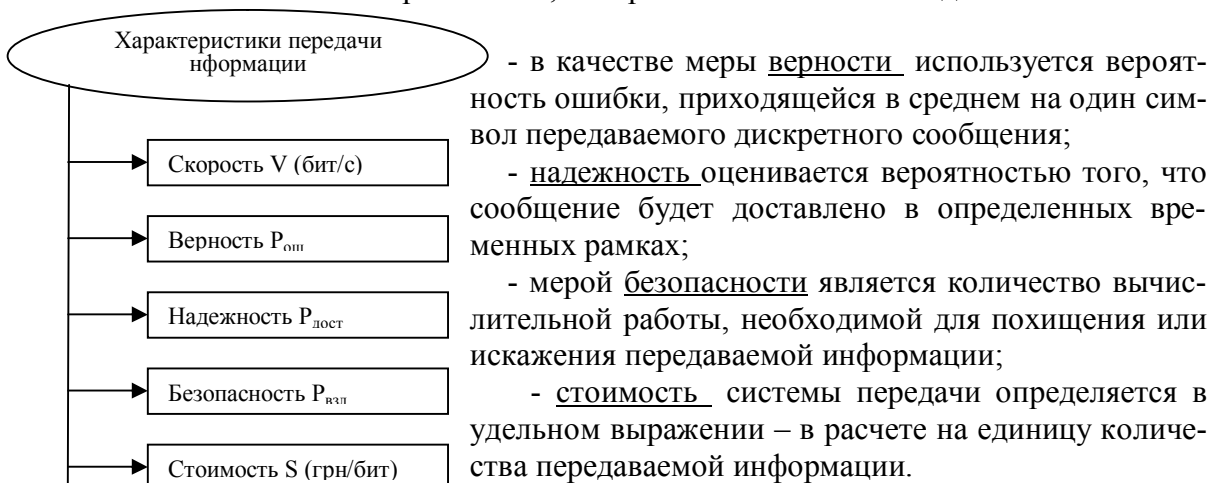 Характеристики передачи
нформации
Скорость V (бит/с)
Верность Pош
Надежность Pдост
Безопасность Pвзл
Стоимость S (грн/бит)
- в качестве меры верности используется вероят-
ность ошибки, приходящейся в среднем на один сим-
вол передаваемого дискретного сообщения;
- надежность оценивается вероятностью того, что
сообщение будет доставлено в определенных вре-
менных рамках;
- мерой безопасности является количество вычис-
лительной работы, необходимой для похищения или
искажения передаваемой информации;
- стоимость системы передачи определяется в
удельном выражении – в расчете на единицу количе-
ства передаваемой информации.